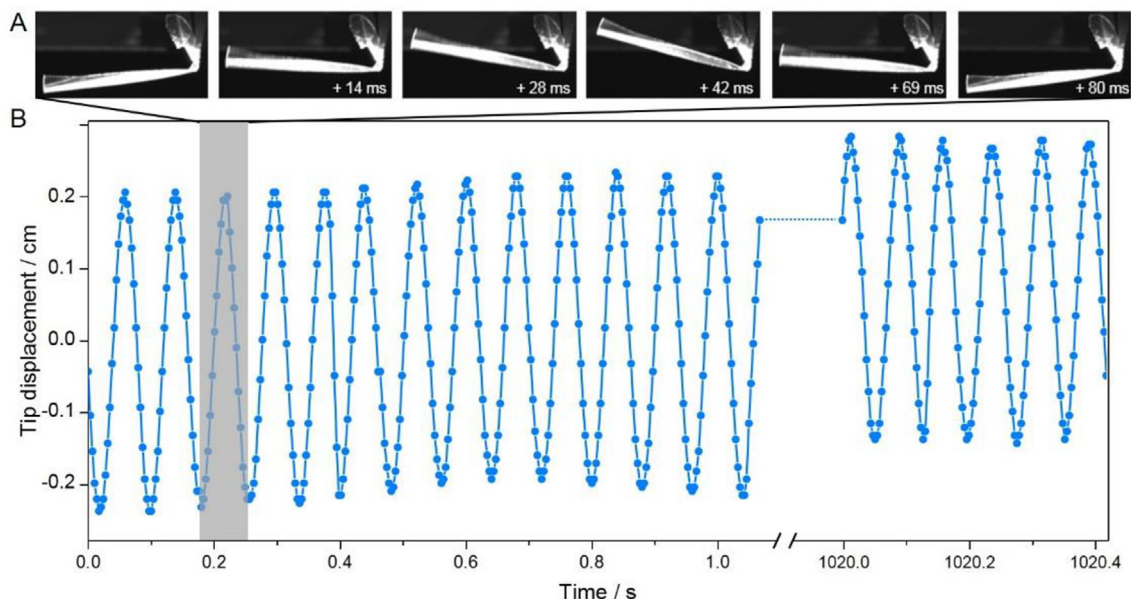 A
+ 14 ms
+ 28 ms
+ 42 ms
+ 69 ms
+ 80 ms
B
Tip displacement / cm
0.2
0.1
0.0
-0.1
-0.2
0.0 0.2 0.4 0.6 0.8 1.0 1020.0 1020.2 1020.4
Time / s